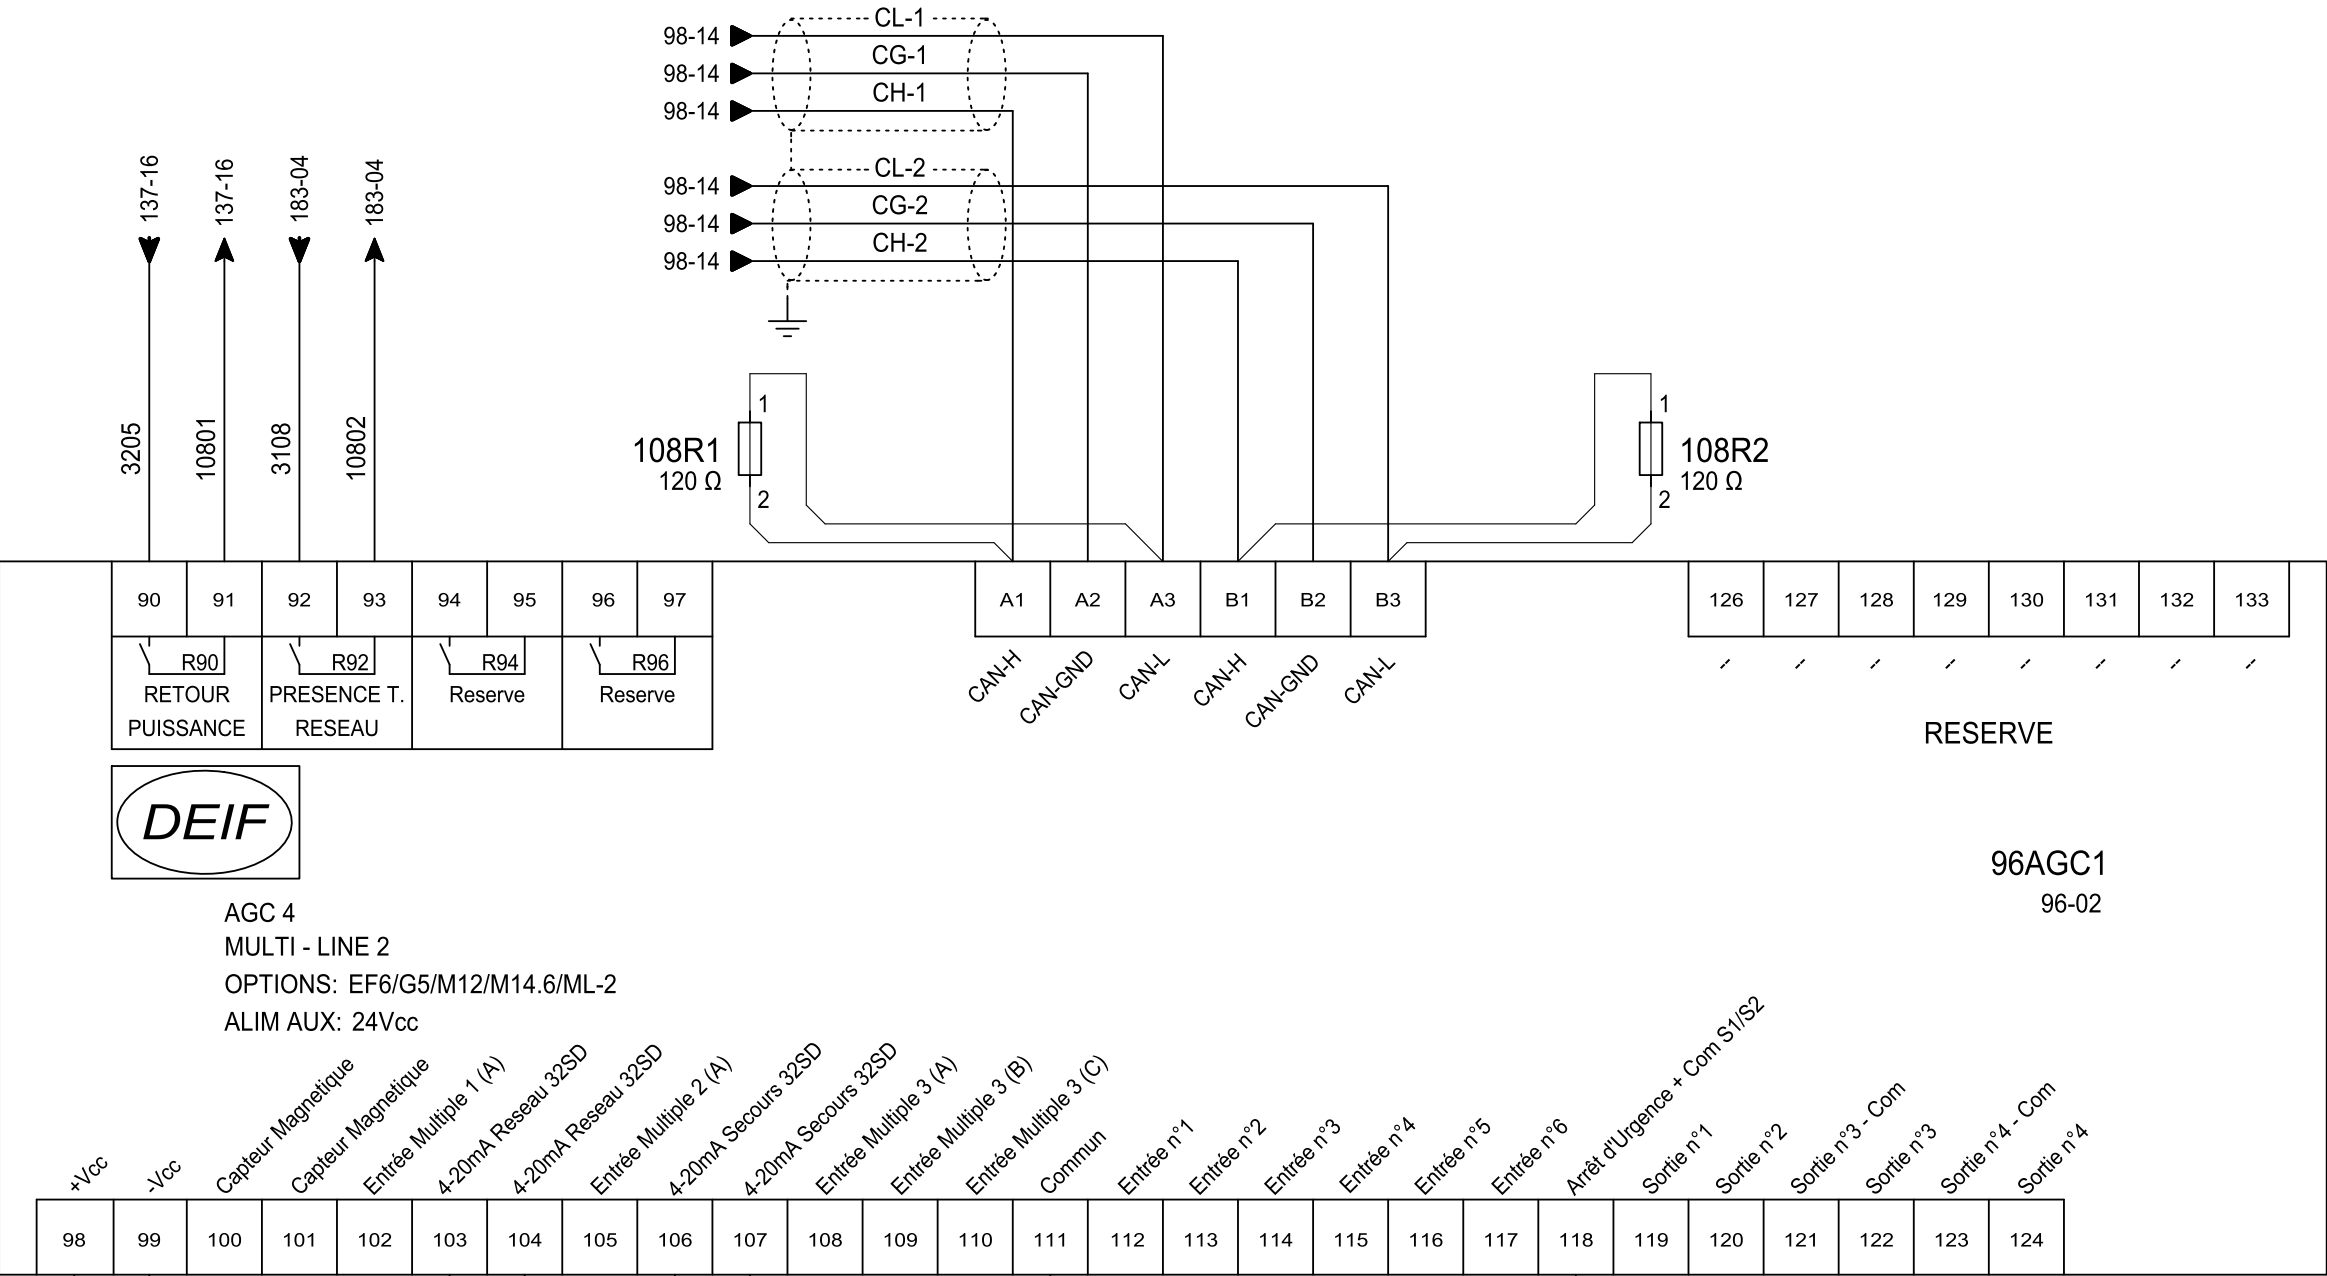 CL-1
98-14
CG-1
98-14
CH-1
98-14
CL-2
98-14
CG-2
98-14
CH-2
98-14
137-16
137-16
183-04
183-04
3205
10801
3108
10802
1
108R1
120 Ω
2
1
108R2
120 Ω
2
90 91 92 93 94 95 96 97
A1 A2 A3 B1 B2 B3
126 127 128 129 130 131 132 133
R90 R92 R94 R96
RETOUR
PUISSANCE
PRESENCE T.
RESEAU
Reserve
Reserve
CAN-H
CAN-GND
CAN-L
CAN-H
CAN-GND
CAN-L
-- -- -- -- -- -- -- --
RESERVE
DEIF
96AGC1
96-02
AGC 4
MULTI - LINE 2
OPTIONS: EF6/G5/M12/M14.6/ML-2
ALIM AUX: 24Vcc
+Vcc
-Vcc
Capteur Magnetique
Capteur Magnetique
Entrée Multiple 1 (A)
4-20mA Reseau 32SD
4-20mA Reseau 32SD
Entrée Multiple 2 (A)
4-20mA Secours 32SD
4-20mA Secours 32SD
Entrée Multiple 3 (A)
Entrée Multiple 3 (B)
Entrée Multiple 3 (C)
Commun
Entrée n°1
Entrée n°2
Entrée n°3
Entrée n°4
Entrée n°5
Entrée n°6
Arrêt d'Urgence + Com S1/S2
Sortie n°1
Sortie n°2
Sortie n°3 - Com
Sortie n°3
Sortie n°4 - Com
Sortie n°4
98 99 100 101 102 103 104 105 106 107 108 109 110 111 112 113 114 115 116 117 118 119 120 121 122 123 124